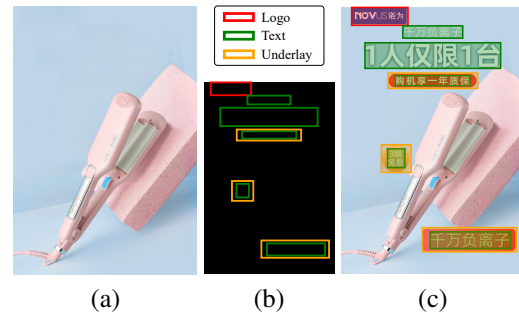 Logo
Text
Underlay
NOVUS诺为
千万负离子
1人仅限1台
购机享一年质保
千万负离子
(a)
(b)
(c)